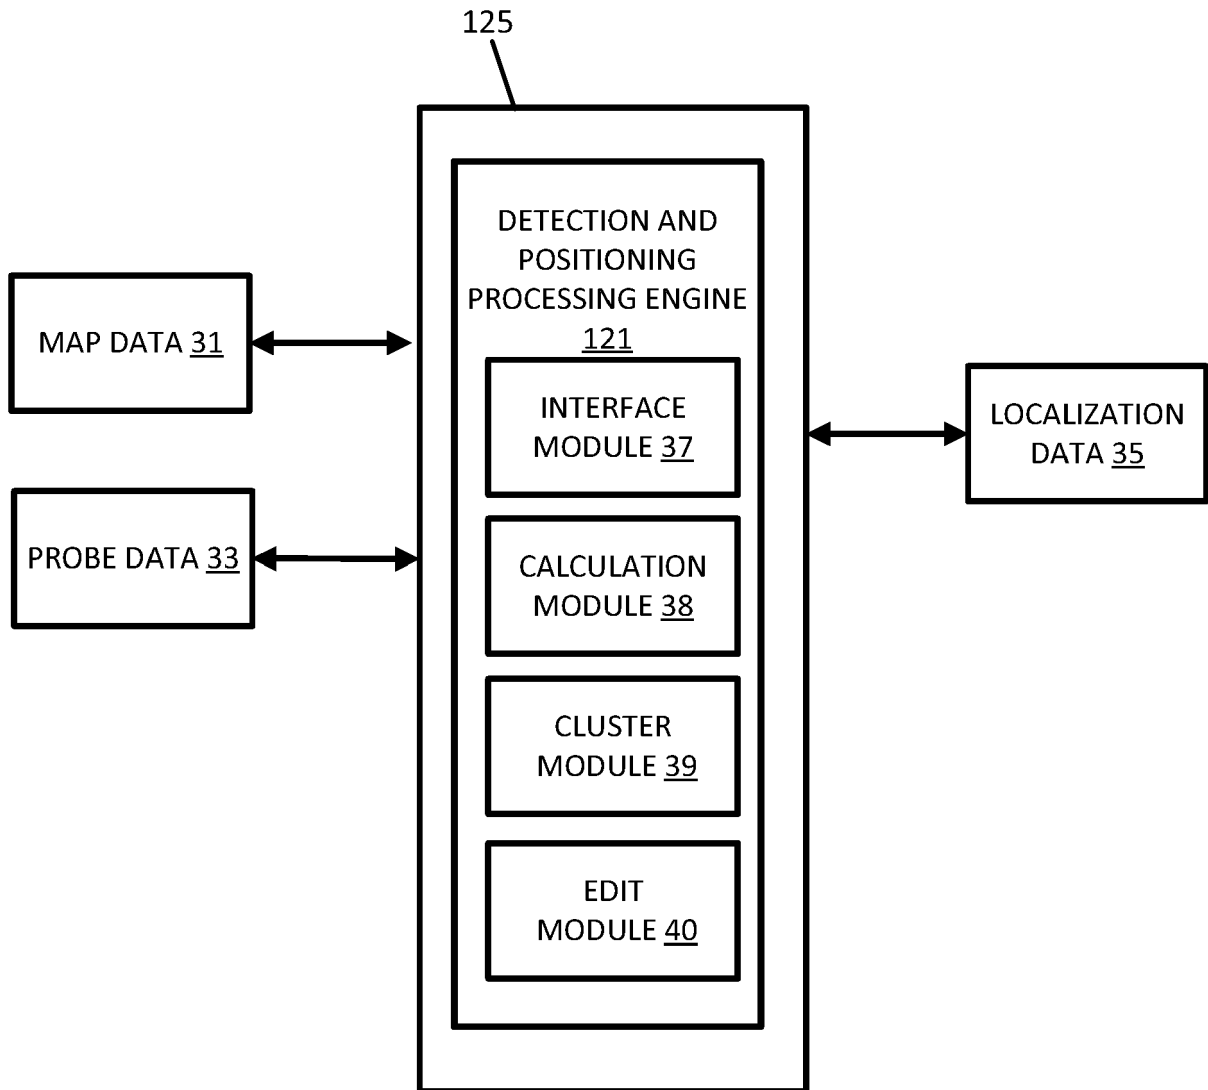 125
DETECTION AND
POSITIONING
PROCESSING ENGINE
121
MAP DATA 31
INTERFACE
MODULE 37
LOCALIZATION
DATA 35
PROBE DATA 33
CALCULATION
MODULE 38
CLUSTER
MODULE 39
EDIT
MODULE 40